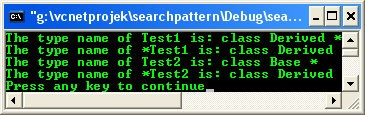 "g:\vcnetprojek\searchpattern\Debug\sea...
The type name of Test1 is: class Derived *
The type name of *Test1 is: class Derived
The type name of Test2 is: class Base *
The type name of *Test2 is: class Derived
Press any key to continue_